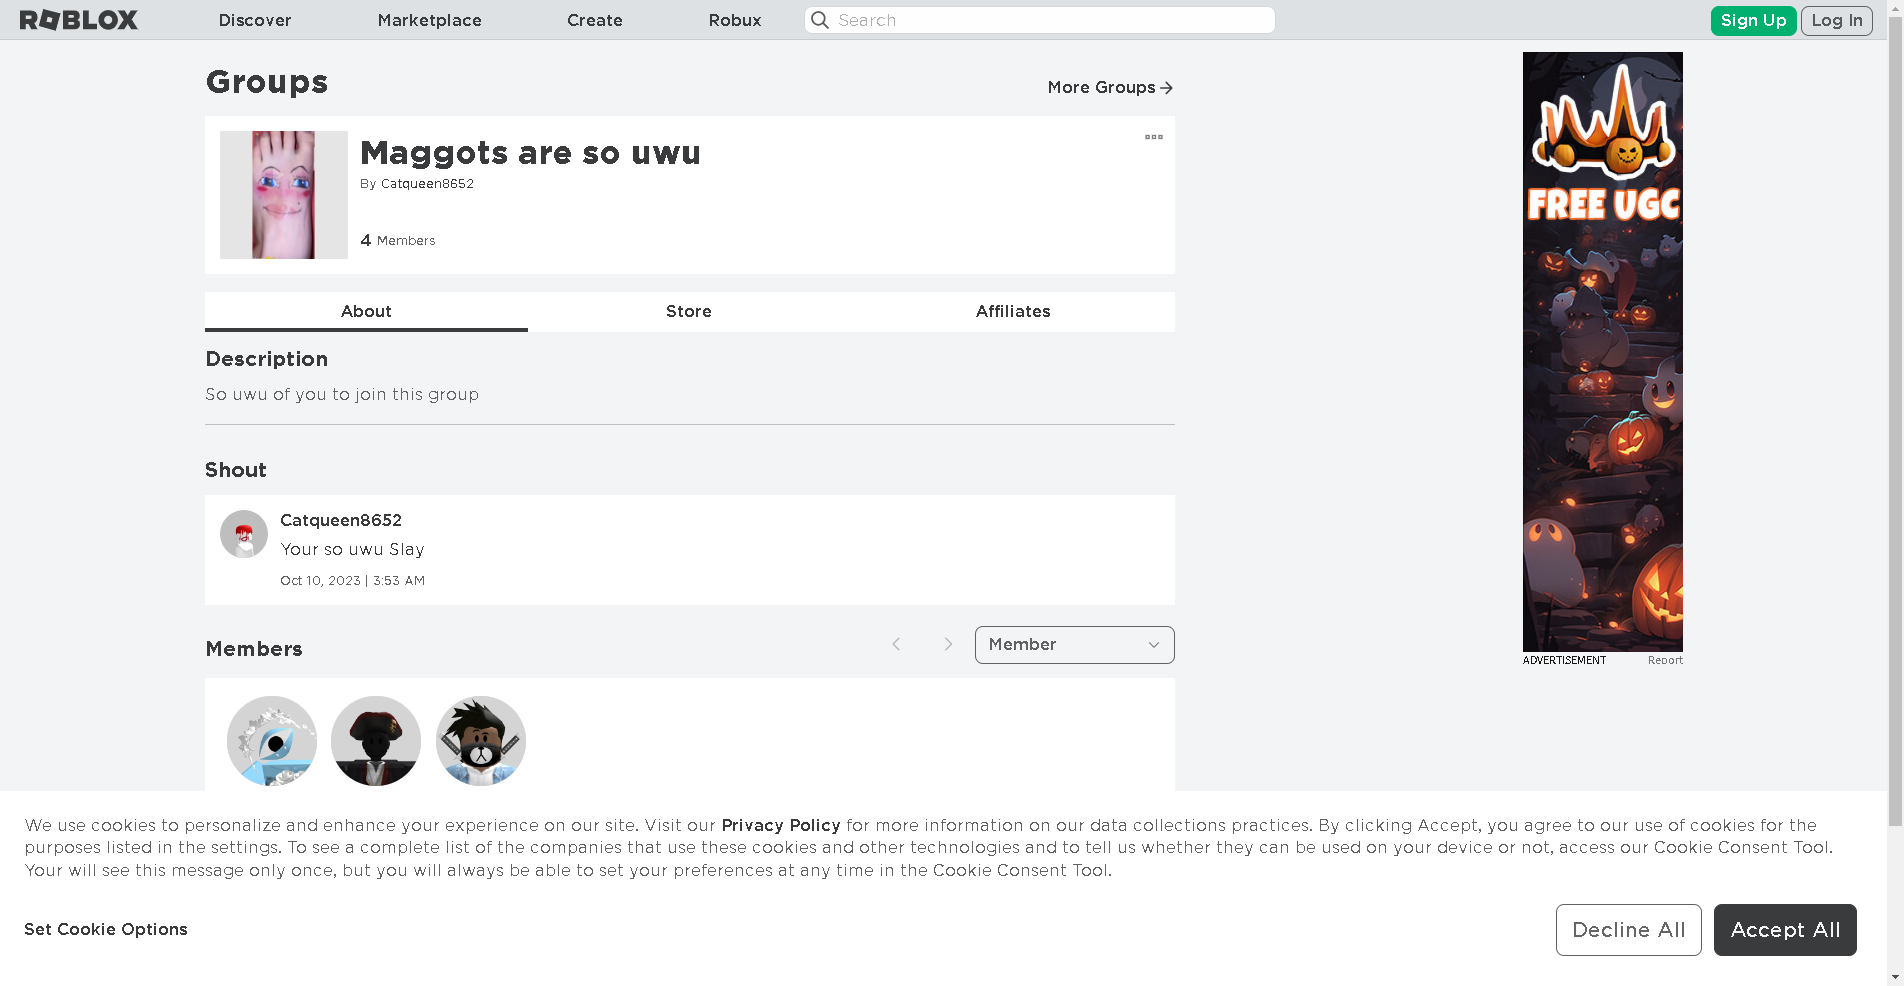 ROBLOX
Discover
Marketplace
Create
Robux
Search
Sign Up
Log In
Groups
More Groups
Maggots are so uwu
By Catqueen8652
4 Members
About
Store
Affiliates
Description
So uwu of you to join this group
Shout
Catqueen8652
Your so uwu Slay
Oct 10, 2023 | 3:53 AM
Members
Member
FREE UGC
ADVERTISEMENT
Report
We use cookies to personalize and enhance your experience on our site. Visit our Privacy Policy for more information on our data collections practices. By clicking Accept, you agree to our use of cookies for the
purposes listed in the settings. To see a complete list of the companies that use these cookies and other technologies and to tell us whether they can be used on your device or not, access our Cookie Consent Tool.
Your will see this message only once, but you will always be able to set your preferences at any time in the Cookie Consent Tool.
Set Cookie Options
Decline All
Accept All